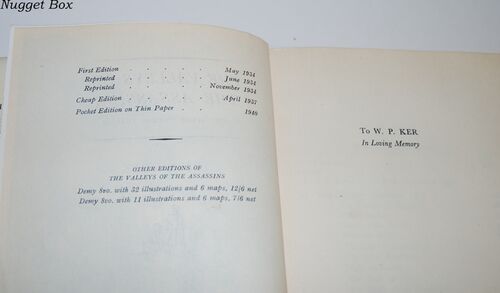 Nugget Box
First Edition . . . . May 1934
Reprinted . . . . June 1934
Reprinted . . . . November 1934
Cheap Edition . . . . April 1937
Pocket Edition on Thin Paper . . 1940
OTHER EDITIONS OF
THE VALLEYS OF THE ASSASSINS
Demy 8vo. with 32 illustrations and 6 maps, 12/6 net
Demy 8vo. with 11 illustrations and 6 maps, 7/6 net
To W. P. KER
In Loving Memory